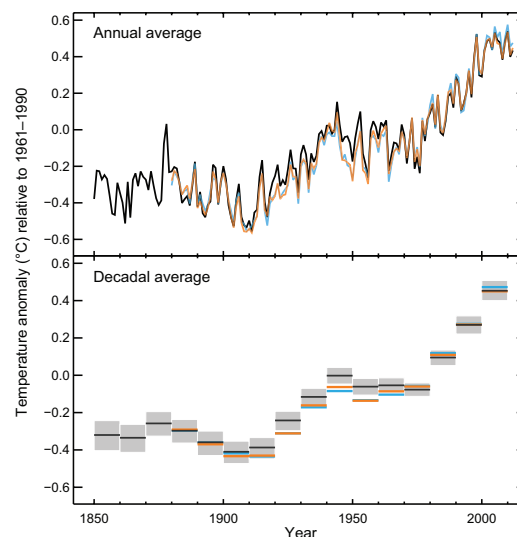 0.6
Annual average
0.4
0.2
0.0
−0.2
−0.4
−0.6
Temperature anomaly (°C) relative to 1961–1990
0.6
Decadal average
0.4
0.2
0.0
−0.2
−0.4
−0.6
1850 1900 1950 2000
Year